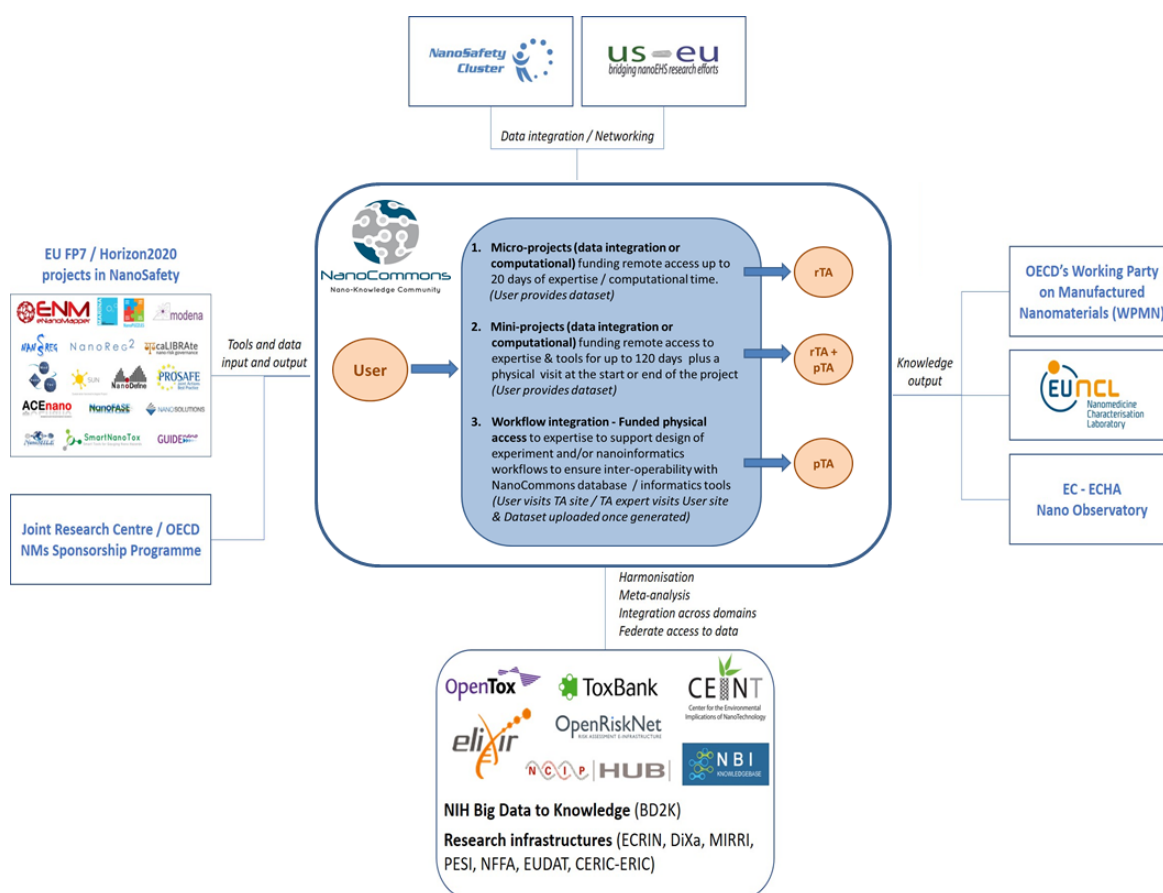 NanoSafety
Cluster
us-eu
bridging nanoEHS research efforts
Data integration / Networking
EU FP7 / Horizon2020
projects in NanoSafety
ENM
eNanoMapper
modena
NANOREG
NanoReg2
caLIBRAte
nano risk governance
SUN
NanoDefine
PROSAFE
ACEnano
NanoFASE
NANOSOLUTIONS
SmartNanoTox
GUIDEnano
Tools and data
input and output
Joint Research Centre / OECD
NMs Sponsorship Programme
NanoCommons
Nano-Knowledge Community
User
1. Micro-projects (data integration or
computational) funding remote access up to
20 days of expertise / computational time.
(User provides dataset)
rTA
2. Mini-projects (data integration or
computational) funding remote access to
expertise & tools for up to 120 days plus a
physical visit at the start or end of the project
(User provides dataset)
rTA +
pTA
3. Workflow integration - Funded physical
access to expertise to support design of
experiment and/or nanoinformatics
workflows to ensure inter-operability with
NanoCommons database / informatics tools
(User visits TA site / TA expert visits User site
& Dataset uploaded once generated)
pTA
Knowledge
output
OECD's Working Party
on Manufactured
Nanomaterials (WPMN)
EUNCL
Nanomedicine
Characterisation
Laboratory
EC - ECHA
Nano Observatory
Harmonisation
Meta-analysis
Integration across domains
Federate access to data
OpenTox
ToxBank
CEINT
Center for the Environmental
Implications of NanoTechnology
elixir
OpenRiskNet
RISK ASSESSMENT E-INFRASTRUCTURE
NCIP HUB
NBI
KNOWLEDGEBASE
NIH Big Data to Knowledge (BD2K)
Research infrastructures (ECRIN, DiXa, MIRRI,
PESI, NFFA, EUDAT, CERIC-ERIC)